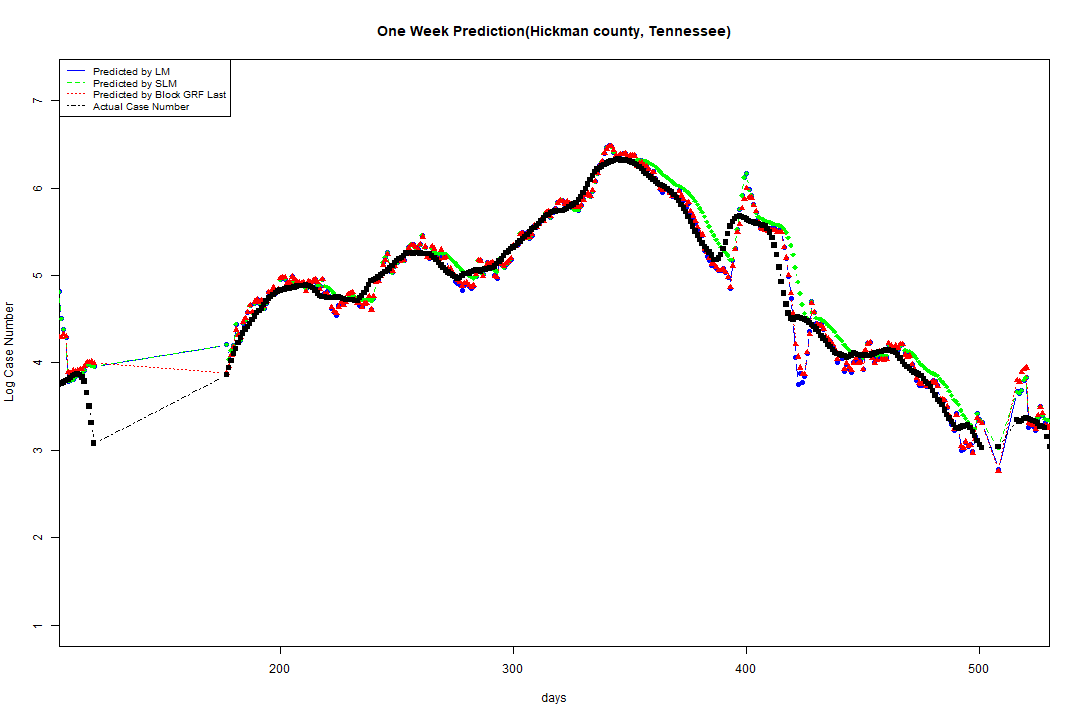 One Week Prediction(Hickman county, Tennessee)
Predicted by LM
Predicted by SLM
Predicted by Block GRF Last
Actual Case Number
7
6
5
4
3
2
1
Log Case Number
200 300 400 500
days